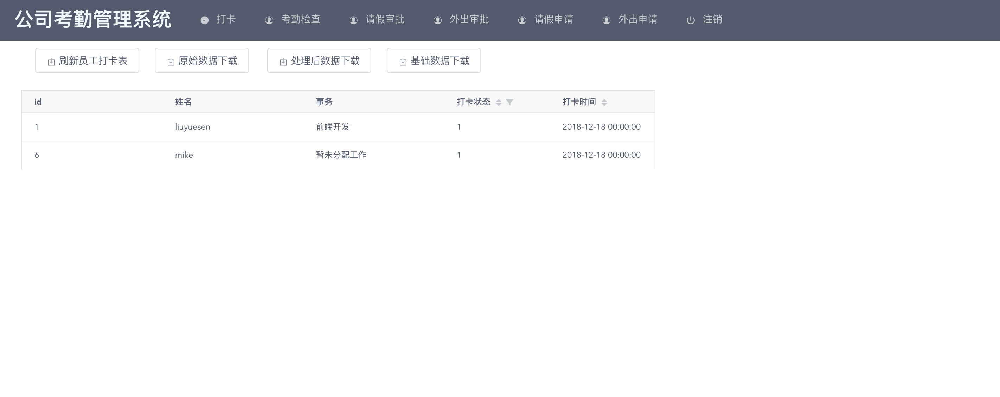 公司考勤管理系统 打卡 考勤检查 请假审批 外出审批 请假申请 外出申请 注销
刷新员工打卡表 原始数据下载 处理后数据下载 基础数据下载
id 姓名 事务 打卡状态 打卡时间
1 liuyuesen 前端开发 1 2018-12-18 00:00:00
6 mike 暂未分配工作 1 2018-12-18 00:00:00